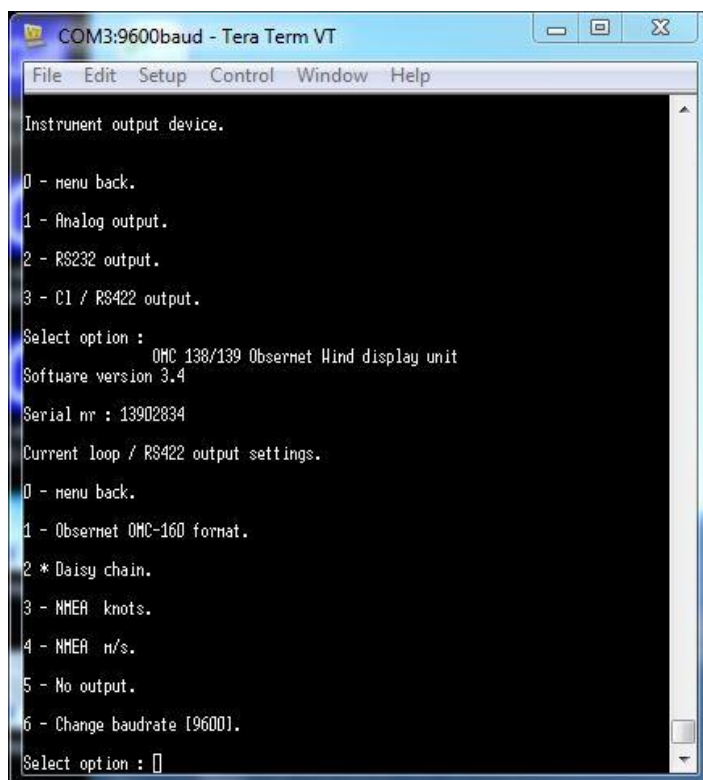 COM3:9600baud - Tera Term VT
File Edit Setup Control Window Help
Instrument output device.
0 - menu back.
1 - Analog output.
2 - RS232 output.
3 - Cl / RS422 output.
Select option :
OMC 138/139 Obsermet Wind display unit
Software version 3.4
Serial nr : 13902834
Current loop / RS422 output settings.
0 - menu back.
1 - Obsermet OMC-160 format.
2 * Daisy chain.
3 - NMEA knots.
4 - NMEA m/s.
5 - No output.
6 - Change baudrate [9600].
Select option :